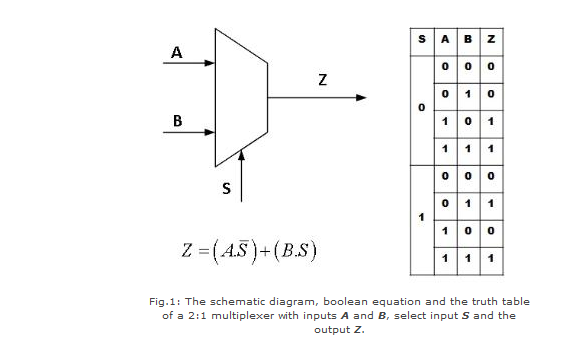 A
B
S
Z
Z = (A.S̅)+(B.S)
S A B Z
0 0 0
0 1 0
0
1 0 1
1 1 1
0 0 0
0 1 1
1
1 0 0
1 1 1
Fig.1: The schematic diagram, boolean equation and the truth table
of a 2:1 multiplexer with inputs A and B, select input S and the
output Z.